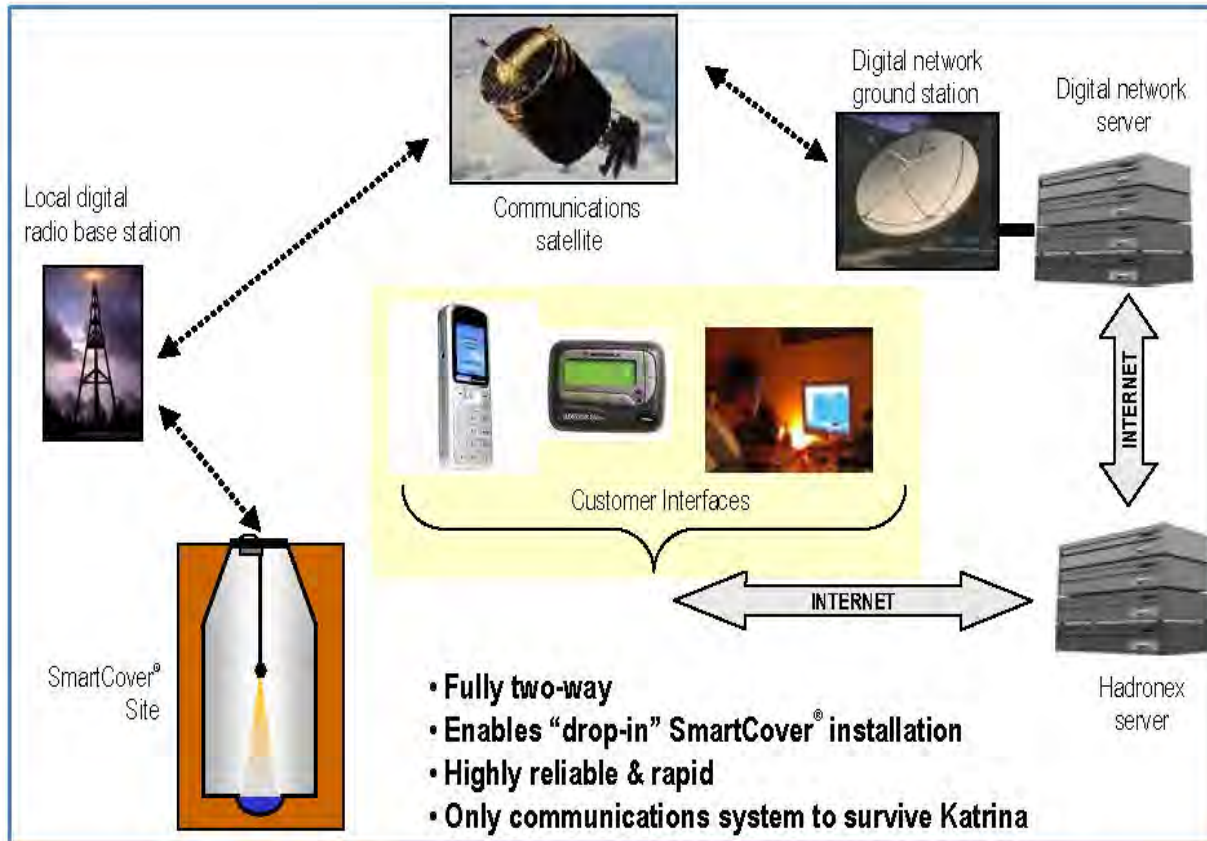 Communications
satellite
Digital network
ground station
Digital network
server
Local digital
radio base station
INTERNET
Customer Interfaces
INTERNET
SmartCover®
Site
Hadronex
server
• Fully two-way
• Enables “drop-in” SmartCover® installation
• Highly reliable & rapid
• Only communications system to survive Katrina